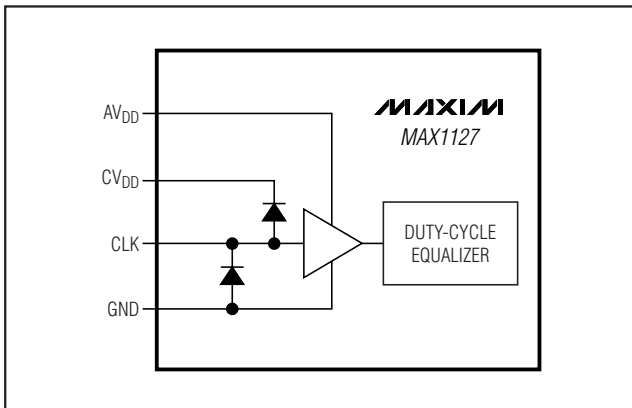 MAXIM
MAX1127
AVDD
CVDD
CLK
GND
DUTY-CYCLE
EQUALIZER